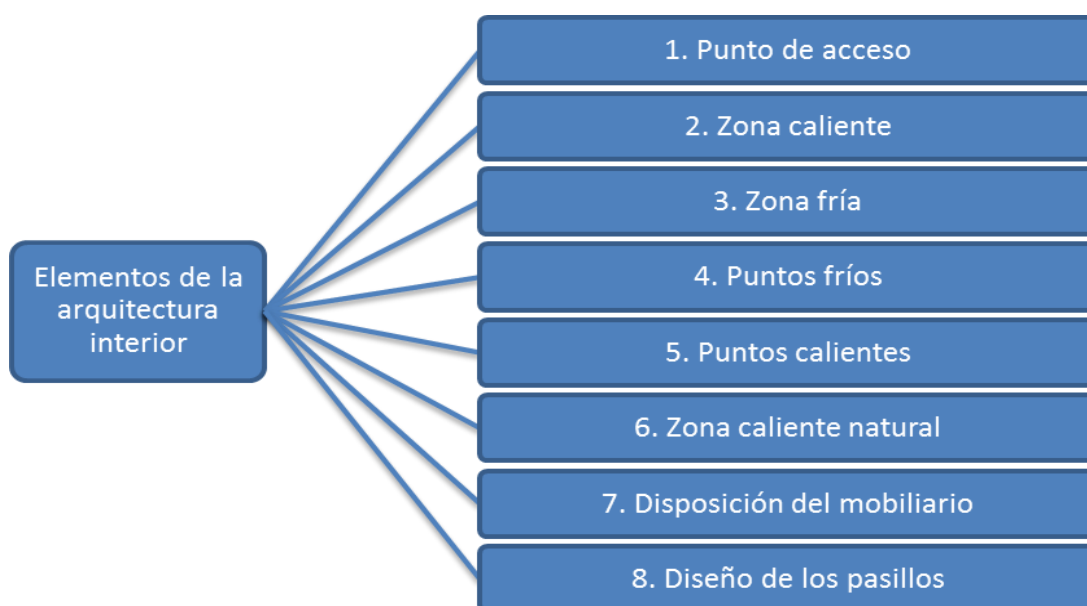 1. Punto de acceso
2. Zona caliente
3. Zona fría
Elementos de la
arquitectura
interior
4. Puntos fríos
5. Puntos calientes
6. Zona caliente natural
7. Disposición del mobiliario
8. Diseño de los pasillos